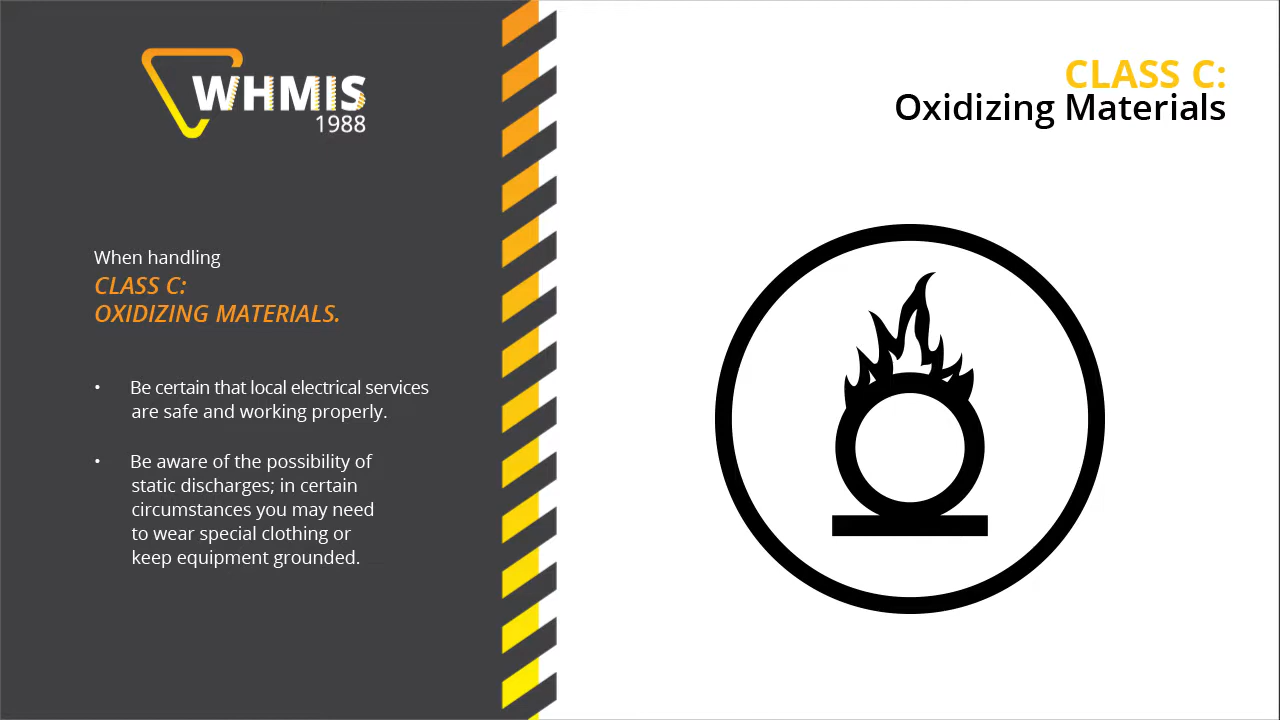 WHMIS
1988
When handling
CLASS C:
OXIDIZING MATERIALS.
• Be certain that local electrical services
are safe and working properly.
• Be aware of the possibility of
static discharges; in certain
circumstances you may need
to wear special clothing or
keep equipment grounded.
CLASS C:
Oxidizing Materials